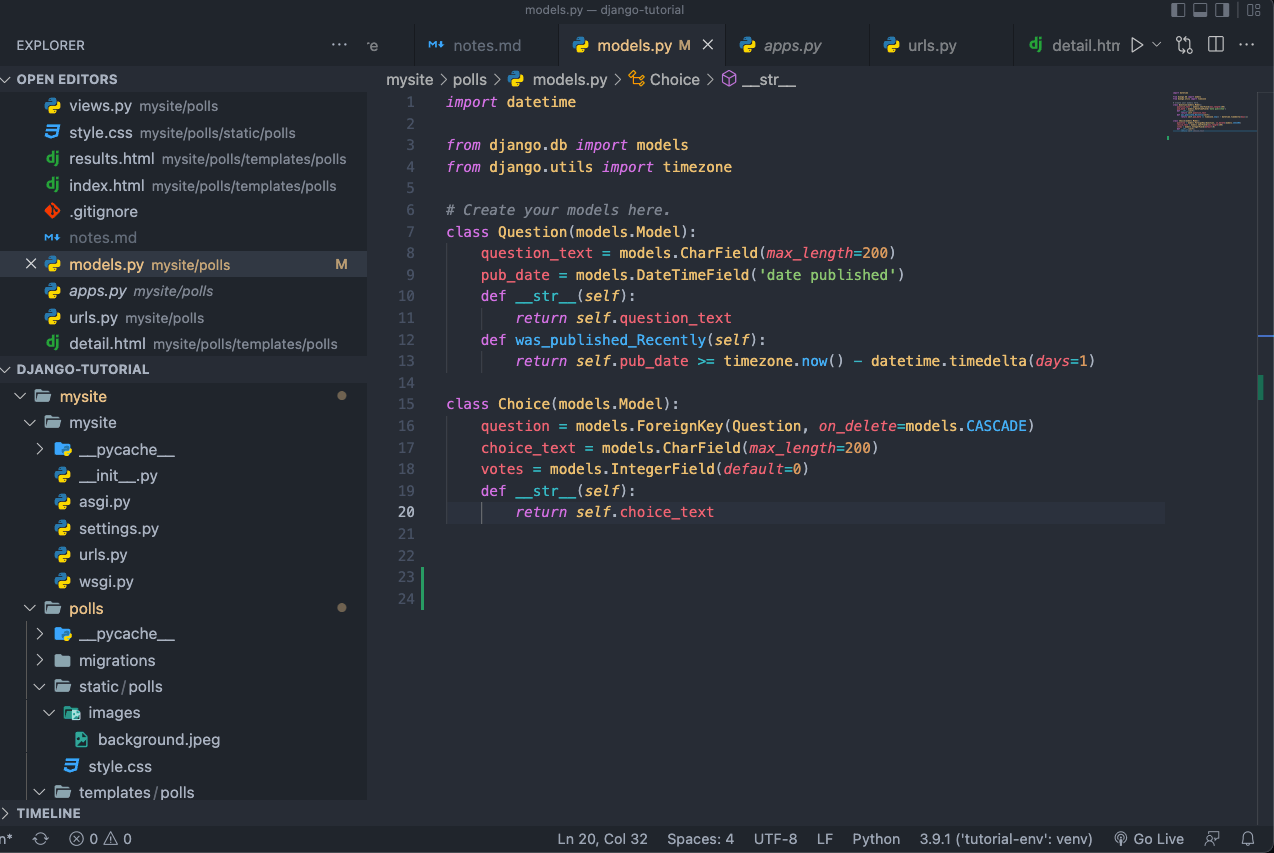 models.py — django-tutorial
EXPLORER
re
notes.md
models.py M
apps.py
urls.py
detail.htm
OPEN EDITORS
views.py mysite/polls
style.css mysite/polls/static/polls
results.html mysite/polls/templates/polls
index.html mysite/polls/templates/polls
.gitignore
notes.md
models.py mysite/polls M
apps.py mysite/polls
urls.py mysite/polls
detail.html mysite/polls/templates/polls
DJANGO-TUTORIAL
mysite
mysite
__pycache__
__init__.py
asgi.py
settings.py
urls.py
wsgi.py
polls
__pycache__
migrations
static/polls
images
background.jpeg
style.css
templates/polls
TIMELINE
mysite > polls > models.py > Choice > __str__
1 import datetime
2
3 from django.db import models
4 from django.utils import timezone
5
6 # Create your models here.
7 class Question(models.Model):
8 question_text = models.CharField(max_length=200)
9 pub_date = models.DateTimeField('date published')
10 def __str__(self):
11 return self.question_text
12 def was_published_Recently(self):
13 return self.pub_date >= timezone.now() - datetime.timedelta(days=1)
14
15 class Choice(models.Model):
16 question = models.ForeignKey(Question, on_delete=models.CASCADE)
17 choice_text = models.CharField(max_length=200)
18 votes = models.IntegerField(default=0)
19 def __str__(self):
20 return self.choice_text
21
22
23
24
n* 0 0 Ln 20, Col 32 Spaces: 4 UTF-8 LF Python 3.9.1 ('tutorial-env': venv) Go Live